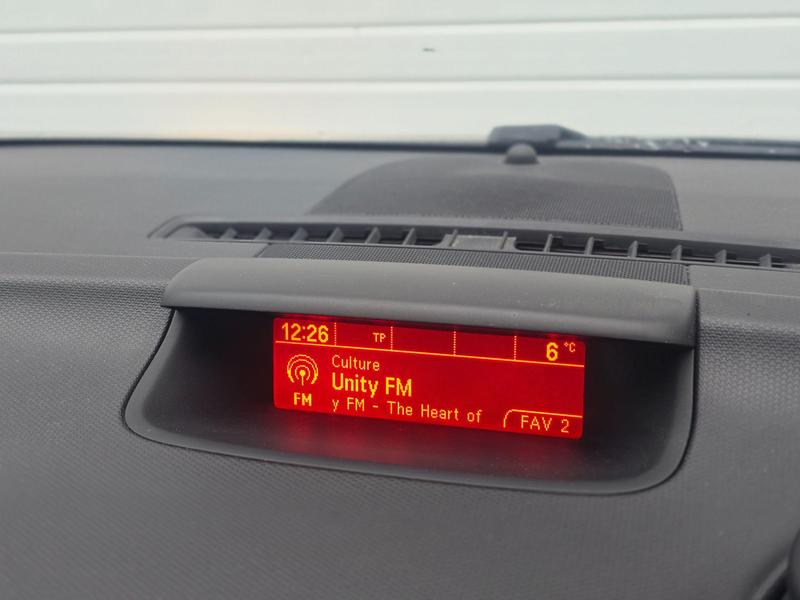 12:26 TP 6 °C
Culture
Unity FM
FM y FM - The Heart of FAV 2